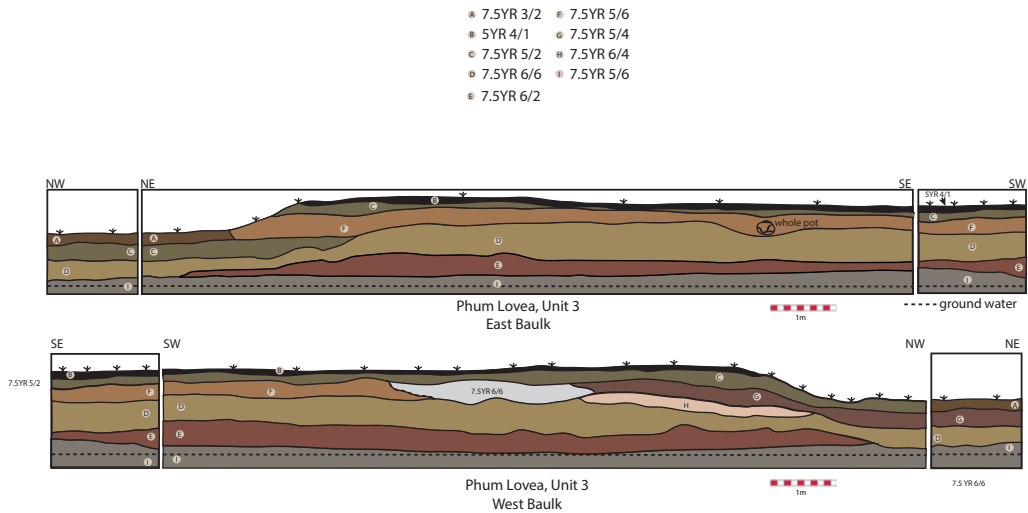 A 7.5YR 3/2 F 7.5YR 5/6
B 5YR 4/1 G 7.5YR 5/4
C 7.5YR 5/2 H 7.5YR 6/4
D 7.5YR 6/6 I 7.5YR 5/6
E 7.5YR 6/2
NW NE SE SW
5YR 4/1
B
C C
F whole pot F
A A
C C
D D
D
E E
I I I
Phum Lovea, Unit 3
East Baulk
1m
ground water
SE SW NW NE
7.5YR 5/2 B B C
F F 7.5YR 6/6 G
D D H A
G
E E D I
I I
Phum Lovea, Unit 3
West Baulk
1m
7.5 YR 6/6